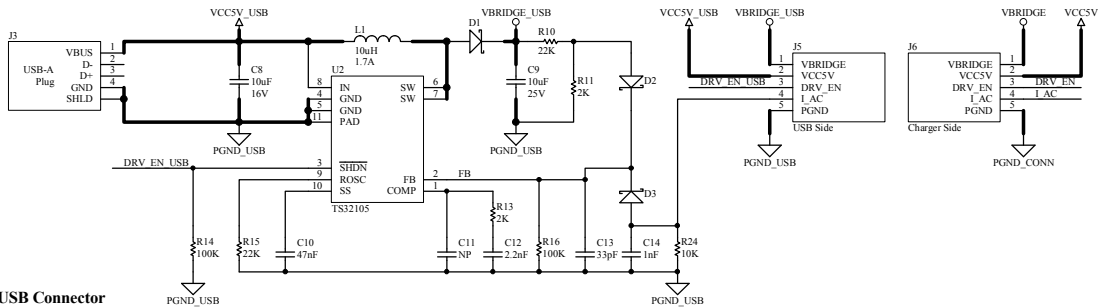 VCC5V_USB
VBRIDGE_USB
VCC5V_USB
VBRIDGE_USB
VBRIDGE
VCC5V
J3
VBUS 1
D- 2
D+ 3
GND 4
SHLD
USB-A
Plug
C8
10uF
16V
PGND_USB
L1
10uH
1.7A
D1
R10
22K
R11
2K
C9
10uF
25V
PGND_USB
D2
D3
U2
8 IN
4 GND
5 GND
11 PAD
SW 6
SW 7
3 SHDN
9 ROSC
10 SS
FB 2
COMP 1
TS32105
DRV_EN_USB
FB
R13
2K
R14
100K
R15
22K
C10
47nF
C11
NP
C12
2.2nF
R16
100K
C13
33pF
C14
1nF
R24
10K
PGND_USB
PGND_USB
J5
1 VBRIDGE
2 VCC5V
DRV_EN_USB 3 DRV_EN
4 I_AC
5 PGND
USB Side
PGND_USB
J6
VBRIDGE 1
VCC5V 2
DRV_EN 3 DRV_EN
I_AC 4 I_AC
PGND 5
Charger Side
PGND_CONN
USB Connector